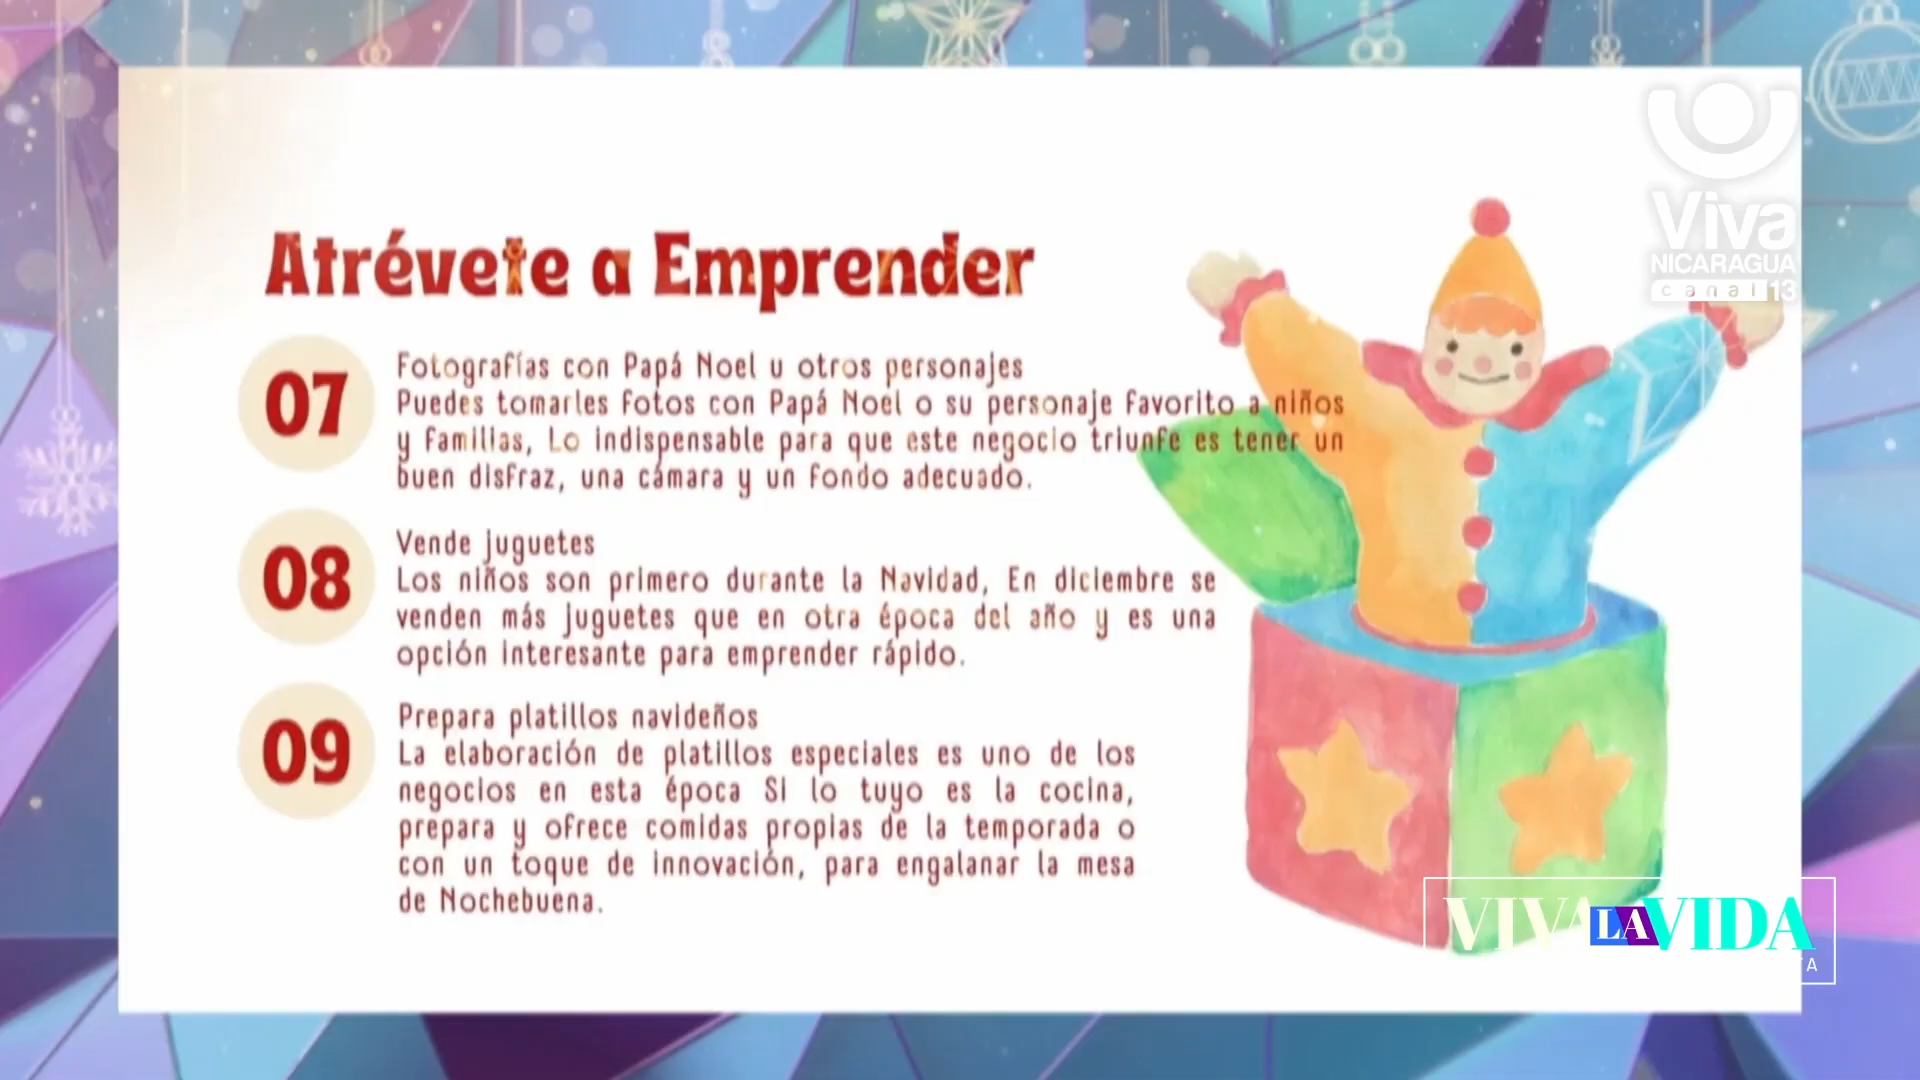 Atrévete a Emprender
07
Fotografías con Papá Noel u otros personajes
Puedes tomarles fotos con Papá Noel o su personaje favorito a niños
y familias, Lo indispensable para que este negocio triunfe es tener un
buen disfraz, una cámara y un fondo adecuado.
08
Vende juguetes
Los niños son primero durante la Navidad, En diciembre se
venden más juguetes que en otra época del año y es una
opción interesante para emprender rápido.
09
Prepara platillos navideños
La elaboración de platillos especiales es uno de los
negocios en esta época Si lo tuyo es la cocina,
prepara y ofrece comidas propias de la temporada o
con un toque de innovación, para engalanar la mesa
de Nochebuena.
Viva
NICARAGUA
canal 13
VIVA LA VIDA